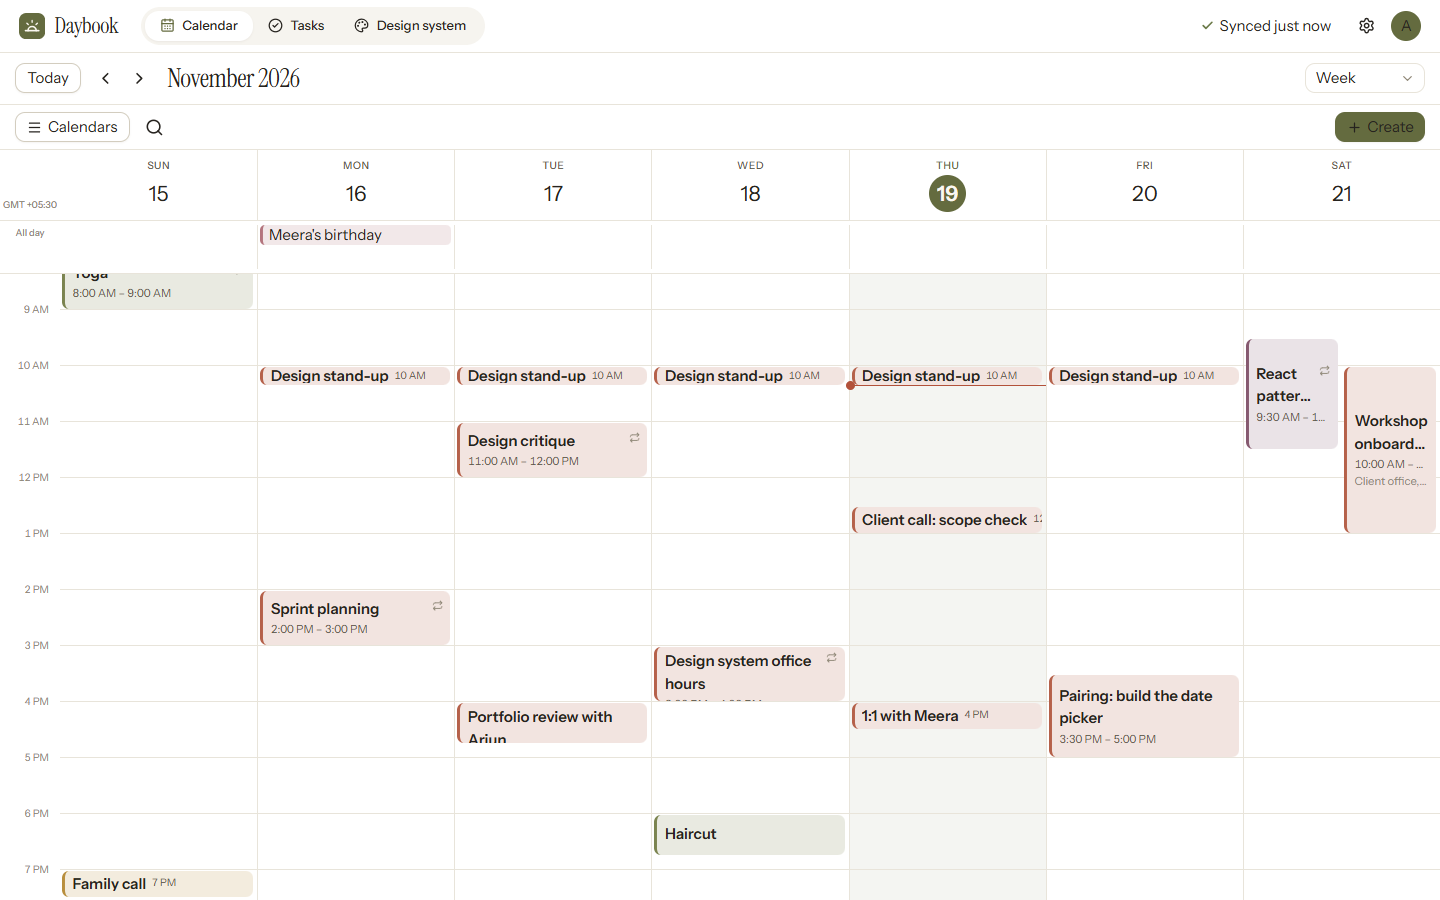 Daybook
Calendar
Tasks
Design system
Synced just now
A
Today
November 2026
Week
Calendars
Create
GMT +05:30
SUN
15
MON
16
TUE
17
WED
18
THU
19
FRI
20
SAT
21
All day
Meera's birthday
Yoga
8:00 AM – 9:00 AM
9 AM
10 AM
Design stand-up 10 AM
Design stand-up 10 AM
Design stand-up 10 AM
Design stand-up 10 AM
Design stand-up 10 AM
React
patter...
9:30 AM – 1...
Workshop
onboard...
10:00 AM – ...
Client office,...
11 AM
Design critique
11:00 AM – 12:00 PM
12 PM
Client call: scope check
1 PM
2 PM
Sprint planning
2:00 PM – 3:00 PM
3 PM
Design system office
hours
Pairing: build the date
picker
3:30 PM – 5:00 PM
4 PM
Portfolio review with
Arjun
1:1 with Meera 4 PM
5 PM
6 PM
Haircut
7 PM
Family call 7 PM